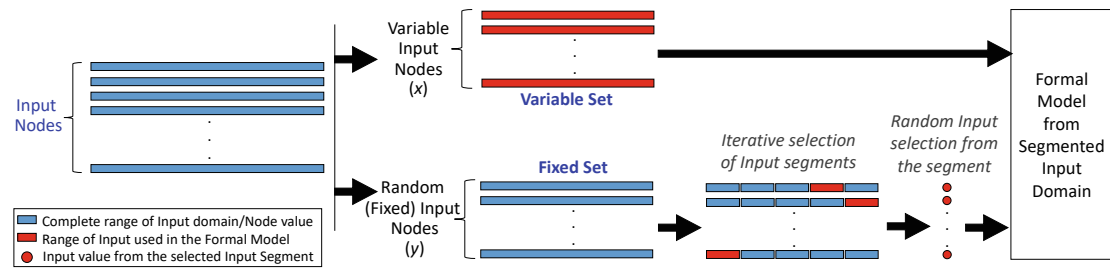 Input
Nodes
Variable
Input
Nodes
(x)
Variable Set
Random
(Fixed) Input
Nodes
(y)
Fixed Set
Iterative selection
of Input segments
Random Input
selection from
the segment
Formal
Model
from
Segmented
Input
Domain
Complete range of Input domain/Node value
Range of Input used in the Formal Model
Input value from the selected Input Segment